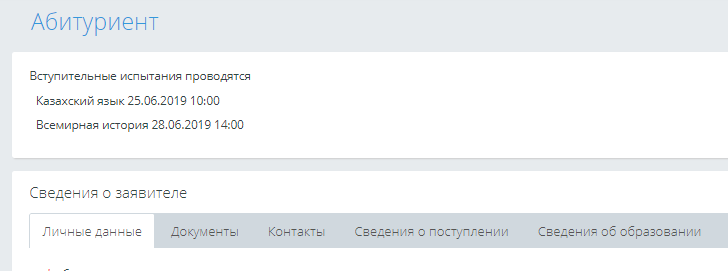 Абитуриент
Вступительные испытания проводятся
Казахский язык 25.06.2019 10:00
Всемирная история 28.06.2019 14:00
Сведения о заявителе
Личные данные Документы Контакты Сведения о поступлении Сведения об образовании